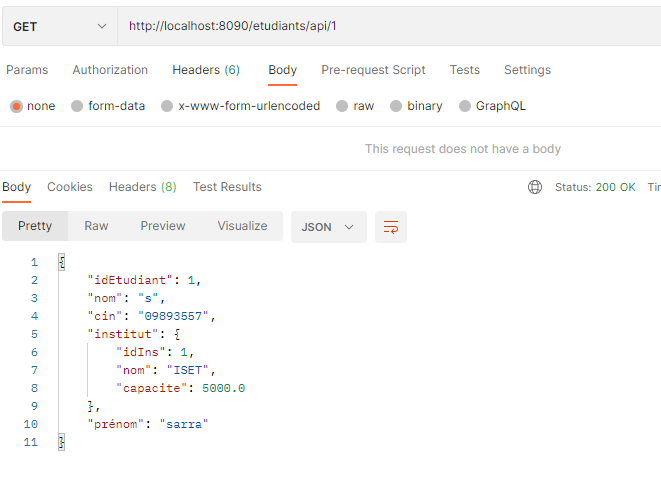 GET http://localhost:8090/etudiants/api/1
Params Authorization Headers (6) Body Pre-request Script Tests Settings
none form-data x-www-form-urlencoded raw binary GraphQL
This request does not have a body
Body Cookies Headers (8) Test Results Status: 200 OK Tir
Pretty Raw Preview Visualize JSON
1 {
2 "idEtudiant": 1,
3 "nom": "s",
4 "cin": "09893557",
5 "institut": {
6 "idIns": 1,
7 "nom": "ISET",
8 "capacite": 5000.0
9 },
10 "prénom": "sarra"
11 }